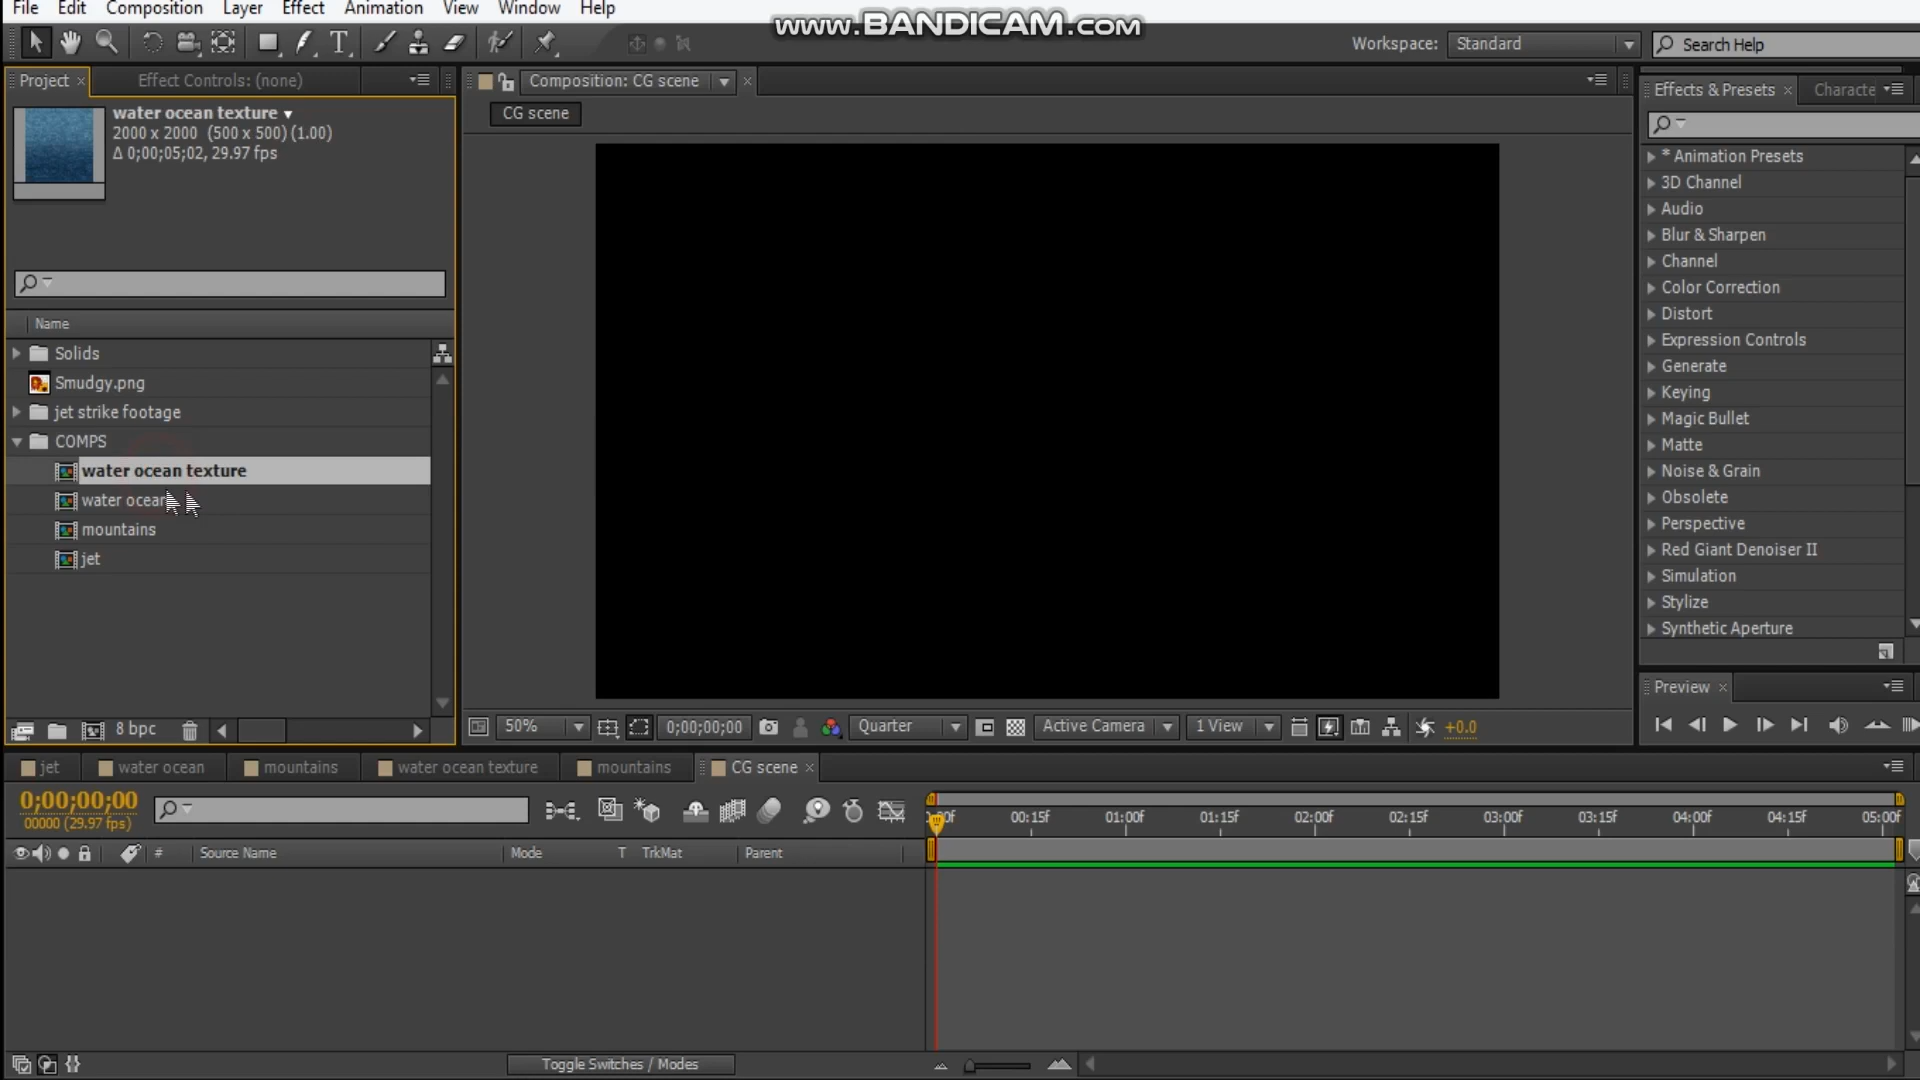 File Edit Composition Layer Effect Animation View Window Help
www.BANDICAM.com
Workspace: Standard
Search Help
Project
Effect Controls: (none)
Composition: CG scene
Effects & Presets
Characte
CG scene
water ocean texture
2000 x 2000 (500 x 500) (1.00)
Δ 0;00;05;02, 29.97 fps
Name
Solids
Smudgy.png
jet strike footage
COMPS
water ocean texture
water ocean
mountains
jet
* Animation Presets
3D Channel
Audio
Blur & Sharpen
Channel
Color Correction
Distort
Expression Controls
Generate
Keying
Magic Bullet
Matte
Noise & Grain
Obsolete
Perspective
Red Giant Denoiser II
Simulation
Stylize
Synthetic Aperture
Preview
8 bpc
50%
0;00;00;00
Quarter
Active Camera
1 View
+0.0
jet
water ocean
mountains
water ocean texture
mountains
CG scene
0;00;00;00
00000 (29.97 fps)
00f 00:15f 01:00f 01:15f 02:00f 02:15f 03:00f 03:15f 04:00f 04:15f 05:00f
# Source Name Mode T TrkMat Parent
Toggle Switches / Modes